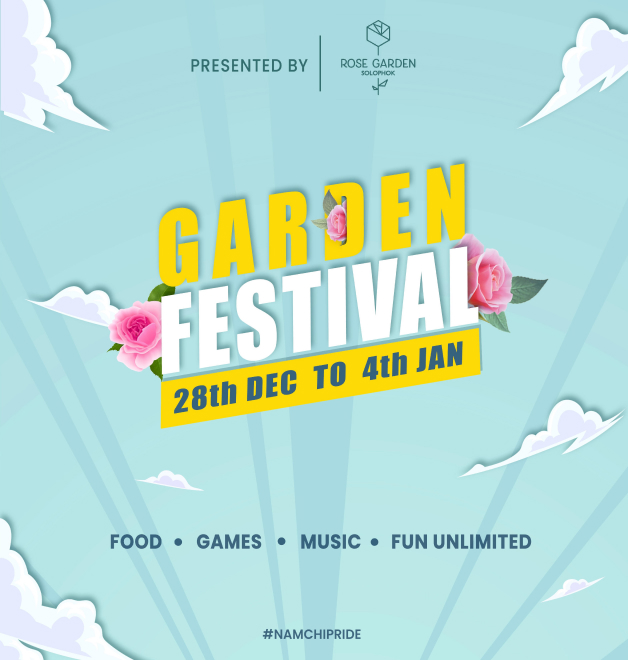 PRESENTED BY
ROSE GARDEN
SOLOPHOK
GARDEN
FESTIVAL
28th DEC TO 4th JAN
FOOD • GAMES • MUSIC • FUN UNLIMITED
#NAMCHIPRIDE